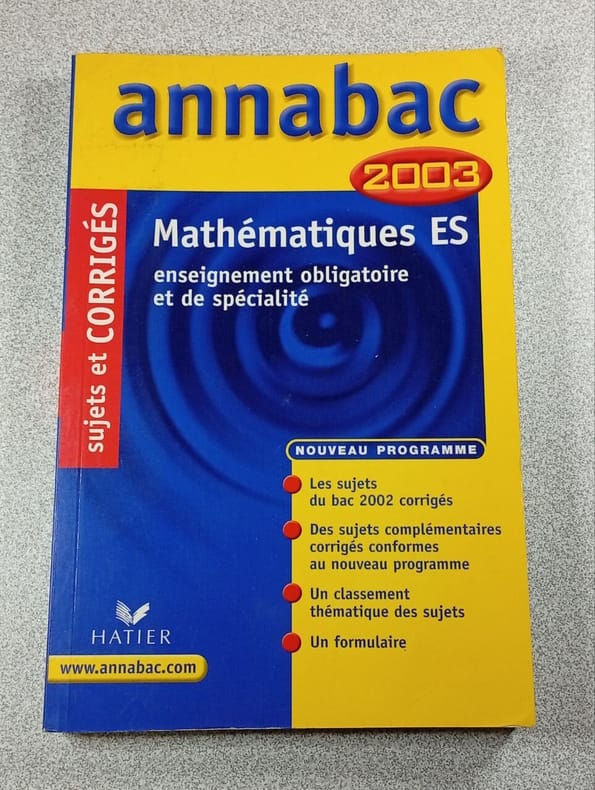 annabac
2003
sujets et CORRIGÉS
Mathématiques ES
enseignement obligatoire
et de spécialité
NOUVEAU PROGRAMME
Les sujets
du bac 2002 corrigés
Des sujets complémentaires
corrigés conformes
au nouveau programme
Un classement
thématique des sujets
Un formulaire
HATIER
www.annabac.com